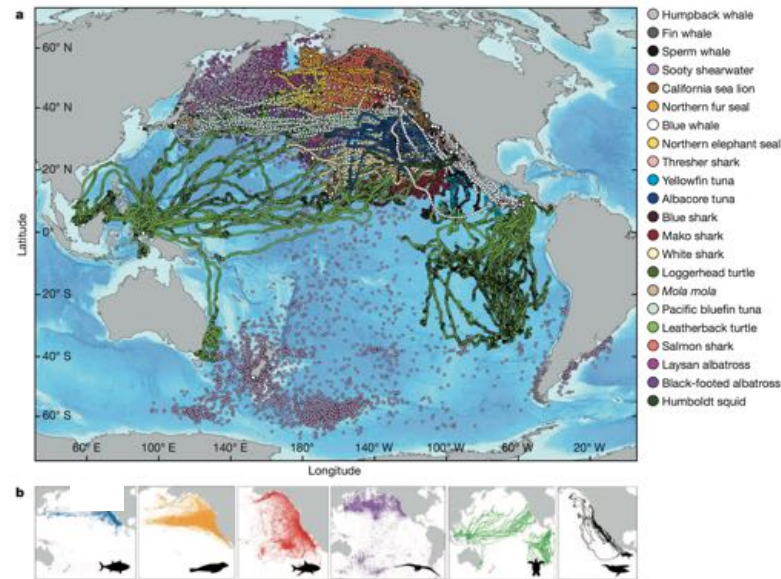 a
60° N
40° N
20° N
0°
20° S
40° S
60° S
Latitude
60° E 100° E 140° E 180° 140° W 100° W 60° W 20° W
Longitude
Humpback whale
Fin whale
Sperm whale
Sooty shearwater
California sea lion
Northern fur seal
Blue whale
Northern elephant seal
Thresher shark
Yellowfin tuna
Albacore tuna
Blue shark
Mako shark
White shark
Loggerhead turtle
Mola mola
Pacific bluefin tuna
Leatherback turtle
Salmon shark
Laysan albatross
Black-footed albatross
Humboldt squid
b